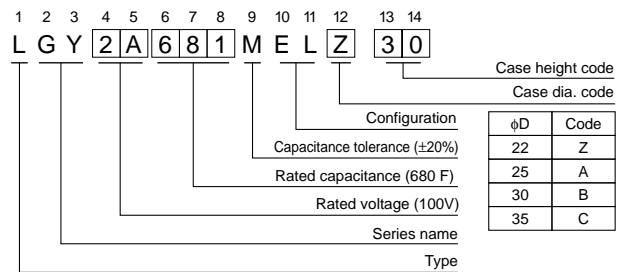 1 2 3 4 5 6 7 8 9 10 11 12 13 14
L G Y 2 A 6 8 1 M E L Z 3 0
Case height code
Case dia. code
Configuration
Capacitance tolerance (±20%)
Rated capacitance (680 F)
Rated voltage (100V)
Series name
Type
ϕD Code
22 Z
25 A
30 B
35 C